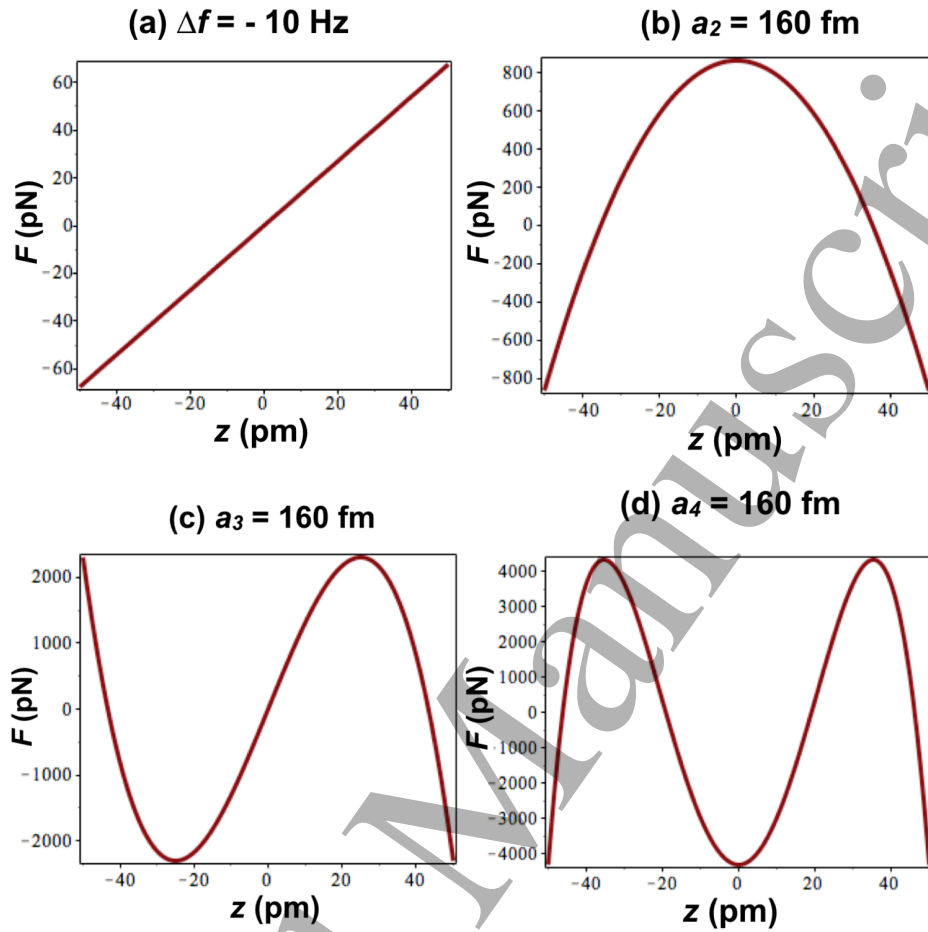 (a) Δf = - 10 Hz
(b) a₂ = 160 fm
60
40
20
0
−20
−40
−60
F (pN)
−40 −20 0 20 40
z (pm)
800
600
400
200
0
−200
−400
−600
−800
F (pN)
−40 −20 0 20 40
z (pm)
(c) a₃ = 160 fm
(d) a₄ = 160 fm
2000
1000
0
−1000
−2000
F (pN)
−40 −20 0 20 40
z (pm)
4000
3000
2000
1000
0
−1000
−2000
−3000
−4000
F (pN)
−40 −20 0 20 40
z (pm)
Manuscri